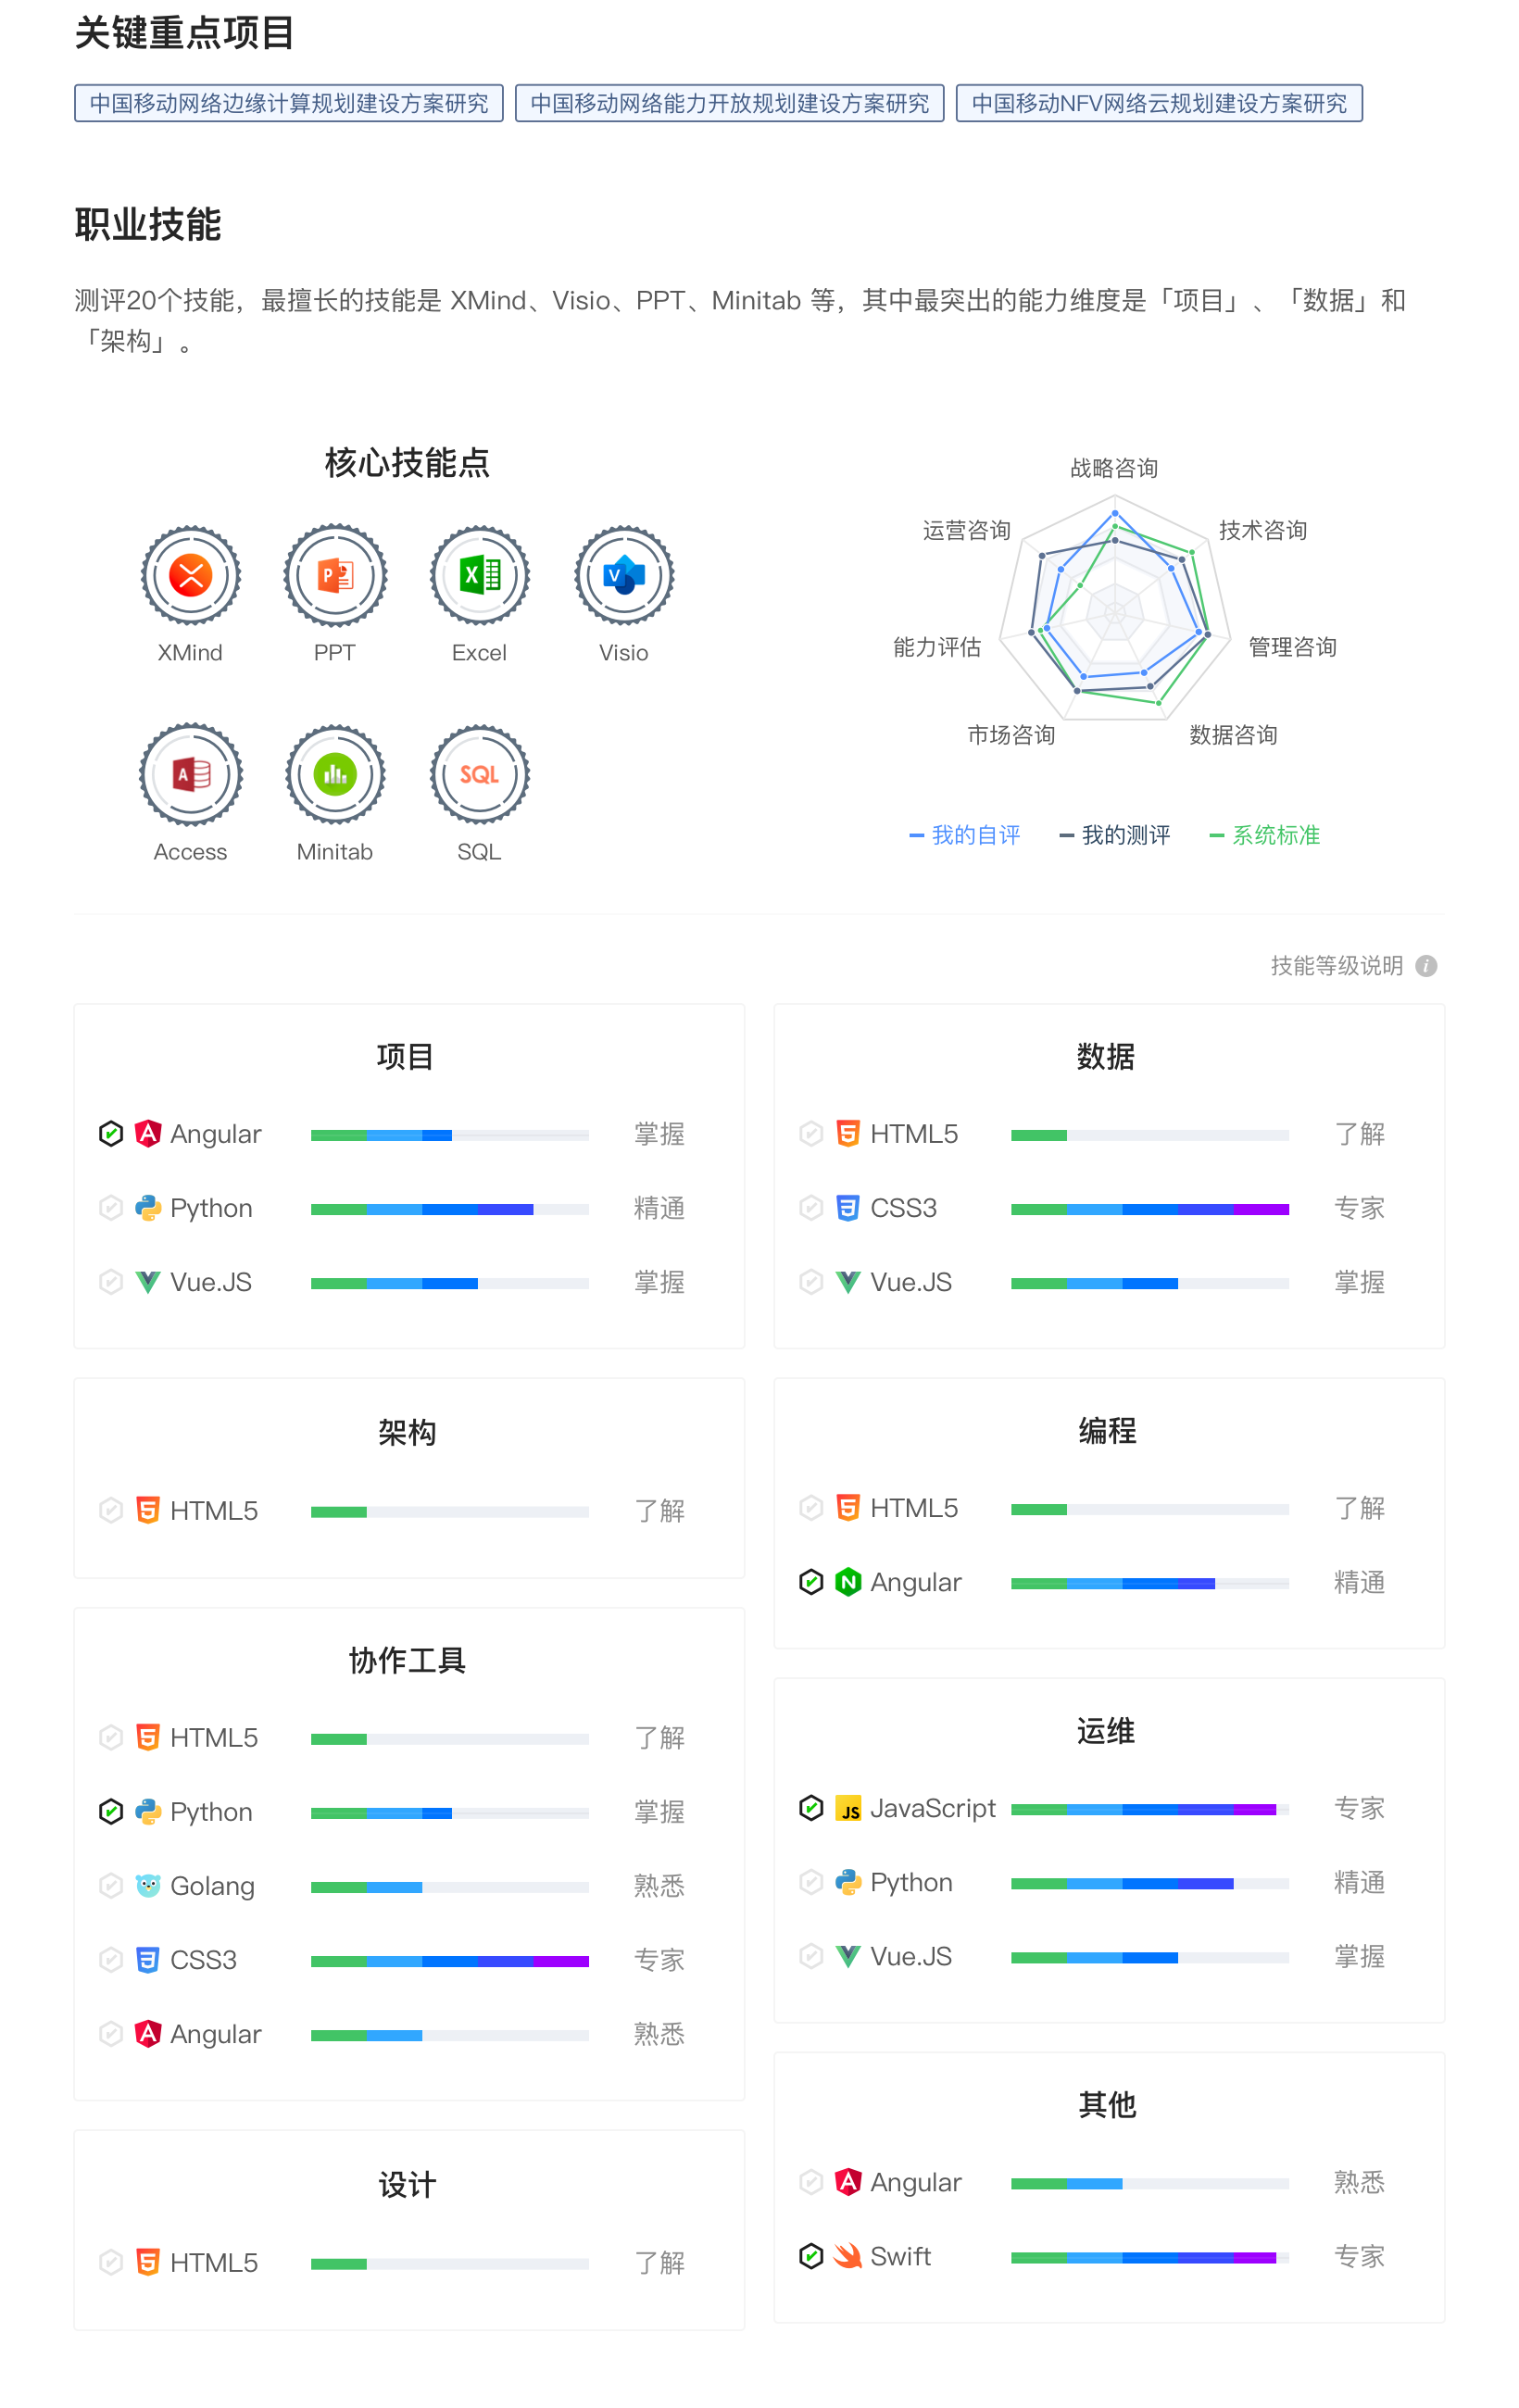 关键重点项目
中国移动网络边缘计算规划建设方案研究
中国移动网络能力开放规划建设方案研究
中国移动NFV网络云规划建设方案研究
职业技能
测评20个技能，最擅长的技能是 XMind、Visio、PPT、Minitab 等，其中最突出的能力维度是「项目」、「数据」和
「架构」。
核心技能点
XMind
PPT
Excel
Visio
Access
Minitab
SQL
SQL
战略咨询
技术咨询
管理咨询
数据咨询
市场咨询
能力评估
运营咨询
我的自评
我的测评
系统标准
技能等级说明
项目
Angular 掌握
Python 精通
Vue.JS 掌握
数据
HTML5 了解
CSS3 专家
Vue.JS 掌握
架构
HTML5 了解
编程
HTML5 了解
Angular 精通
协作工具
HTML5 了解
Python 掌握
Golang 熟悉
CSS3 专家
Angular 熟悉
运维
JavaScript 专家
Python 精通
Vue.JS 掌握
设计
HTML5 了解
其他
Angular 熟悉
Swift 专家